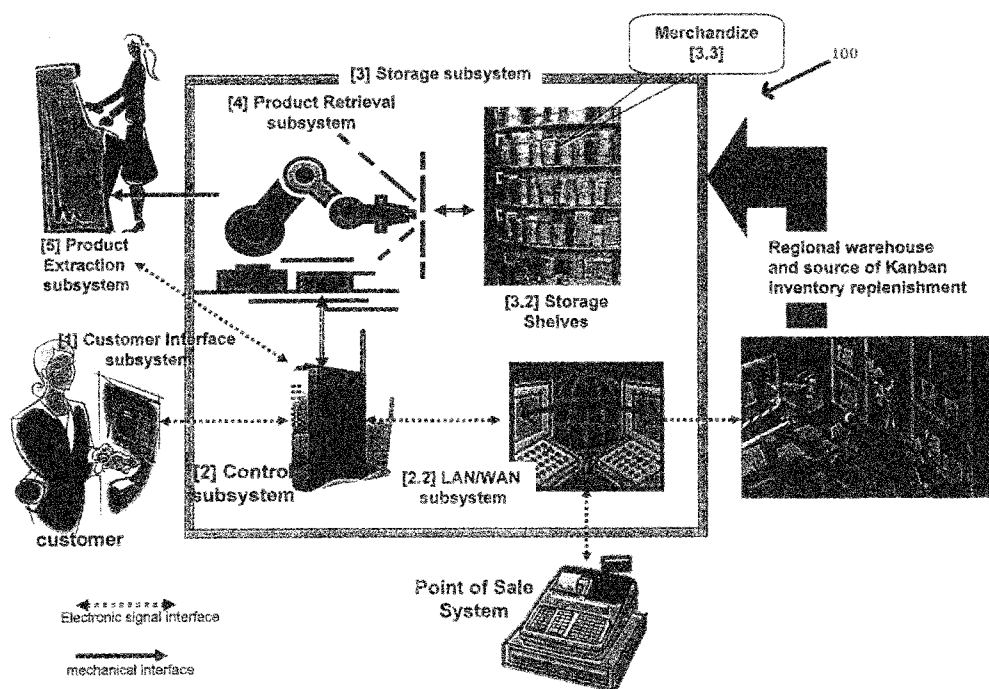 Merchandize
[3.3]
100
[3] Storage subsystem
[4] Product Retrieval
subsystem
[5] Product
Extraction
subsystem
[3.2] Storage
Shelves
Regional warehouse
and source of Kanban
inventory replenishment
[1] Customer Interface
subsystem
[2] Control
subsystem
[2.2] LAN/WAN
subsystem
customer
Point of Sale
System
Electronic signal interface
mechanical interface